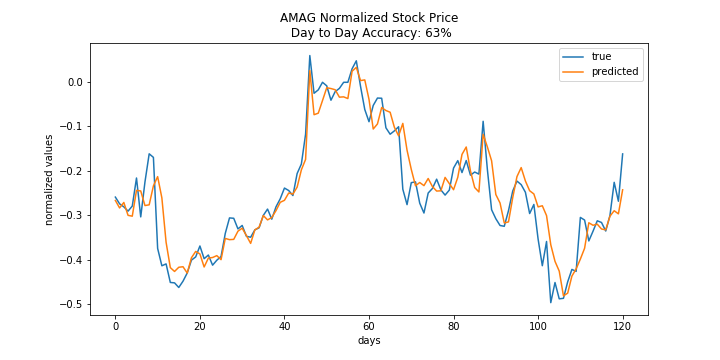 AMAG Normalized Stock Price
Day to Day Accuracy: 63%
true
predicted
normalized values
0.0
−0.1
−0.2
−0.3
−0.4
−0.5
0 20 40 60 80 100 120
days